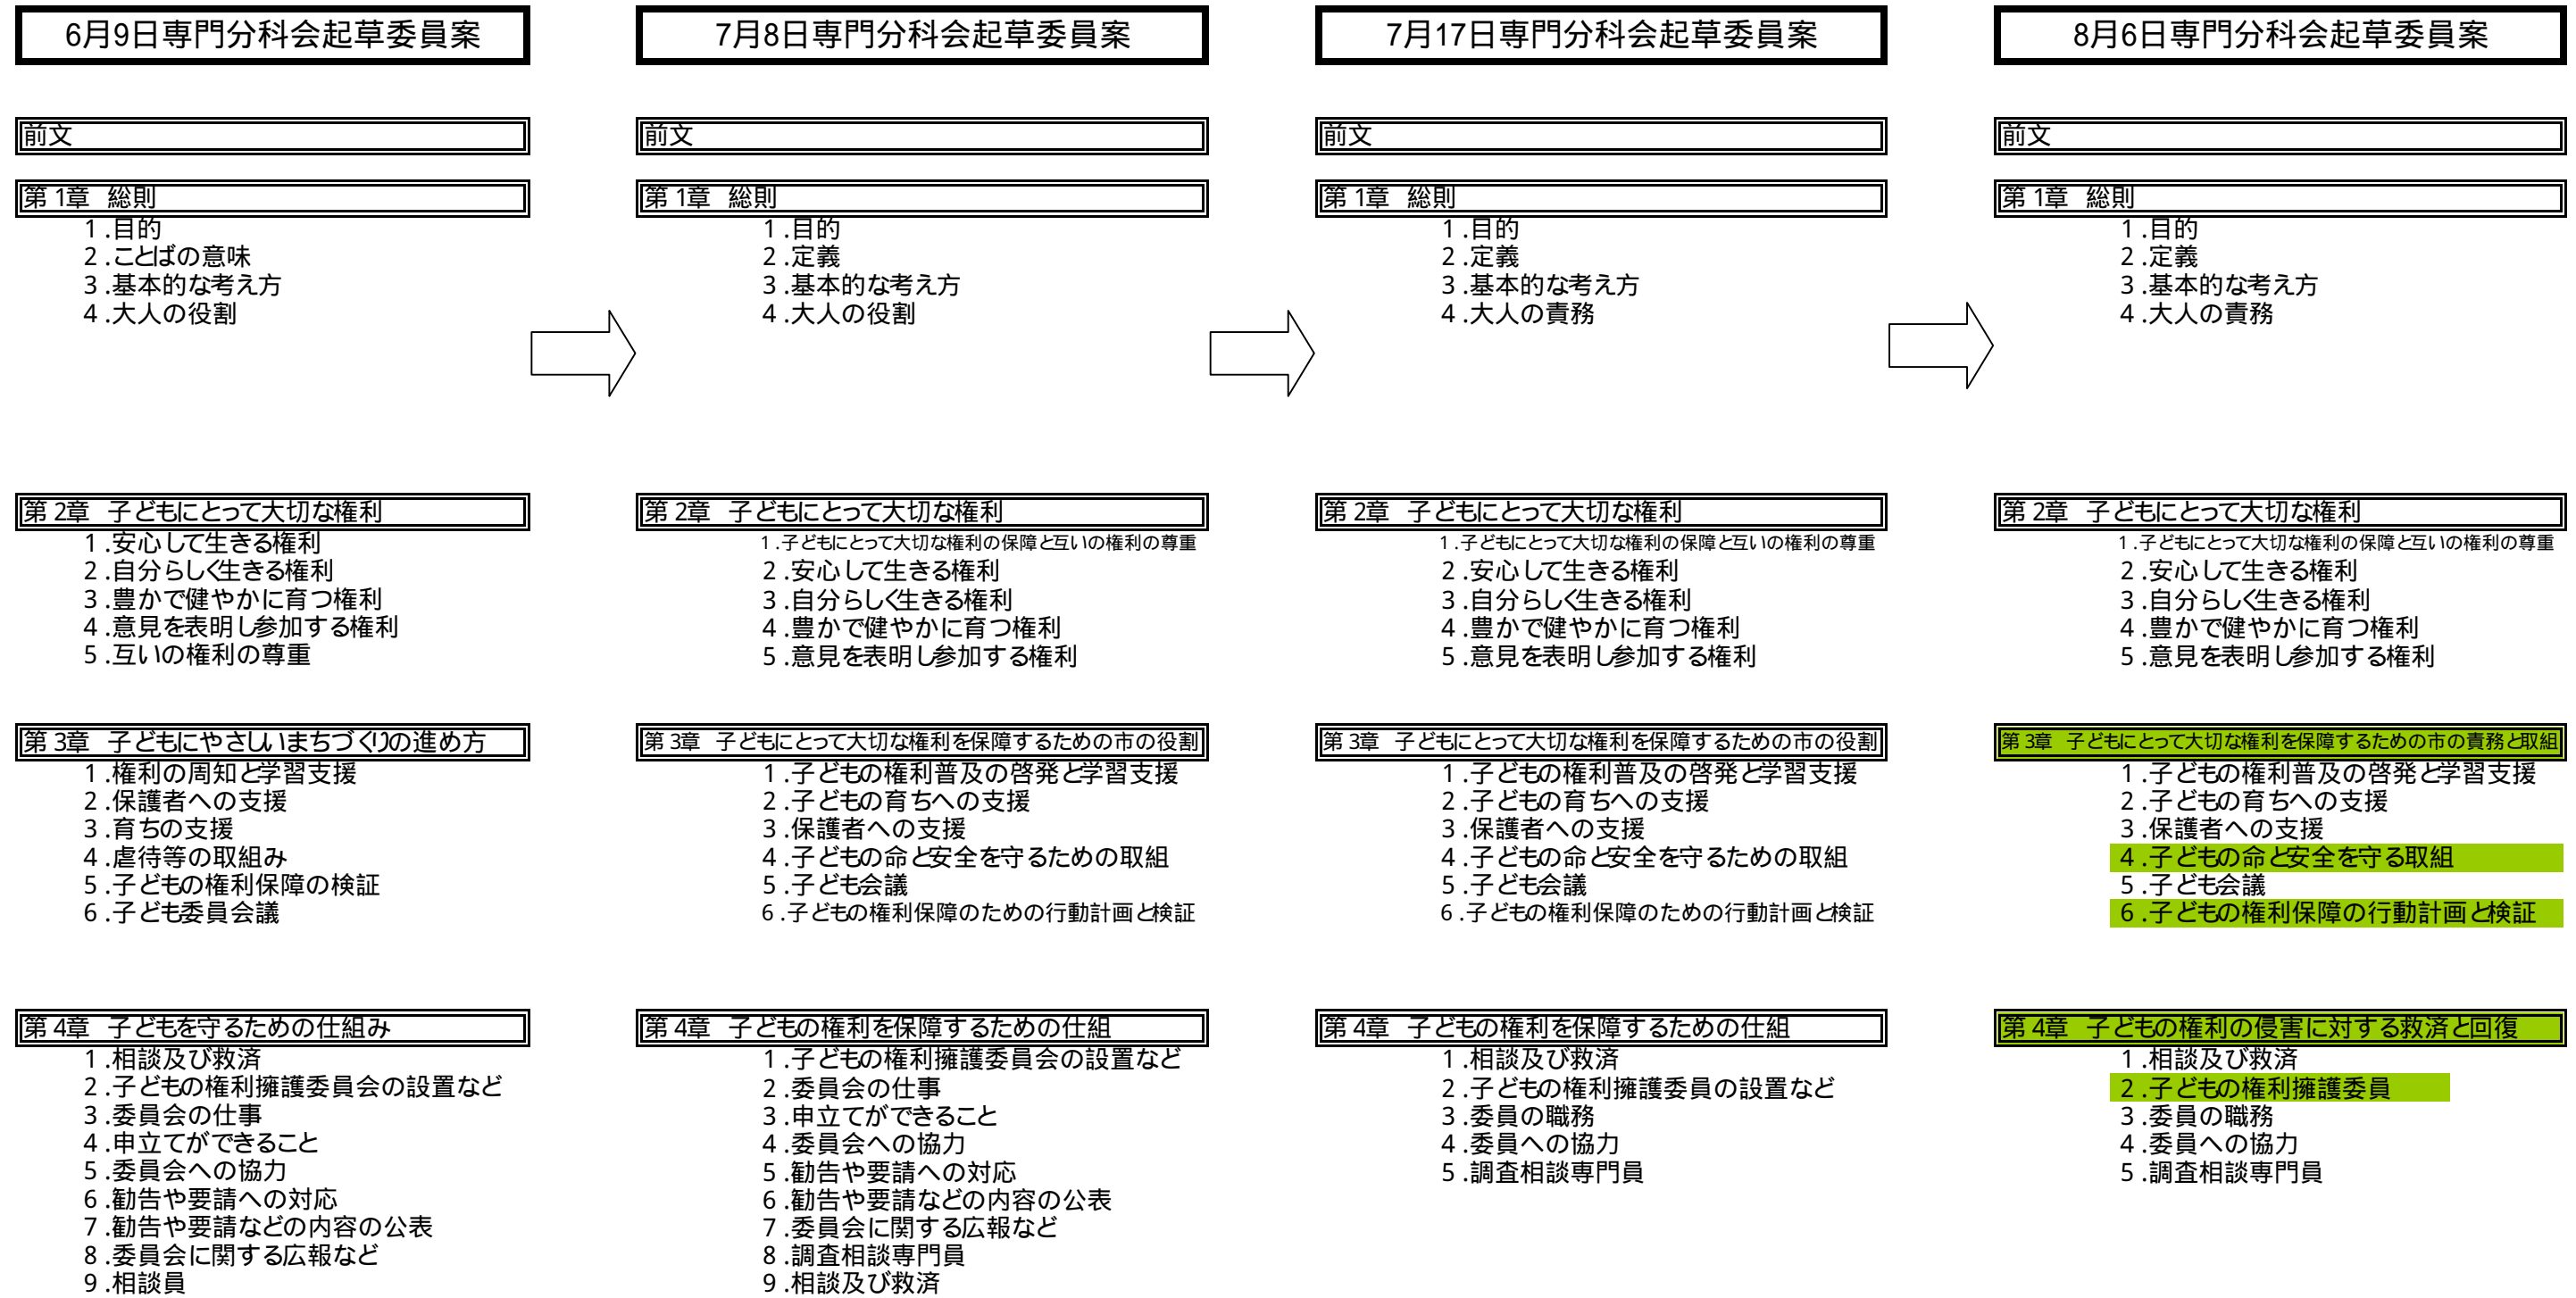 6月9日専門分科会起草委員案
前文
第1章 総則
1.目的
2.ことばの意味
3.基本的な考え方
4.大人の役割
第2章 子どもにとって大切な権利
1.安心して生きる権利
2.自分らしく生きる権利
3.豊かで健やかに育つ権利
4.意見を表明し参加する権利
5.互いの権利の尊重
第3章 子どもにやさしいまちづくりの進め方
1.権利の周知と学習支援
2.保護者への支援
3.育ちの支援
4.虐待等の取組み
5.子どもの権利保障の検証
6.子ども委員会議
第4章 子どもを守るための仕組み
1.相談及び救済
2.子どもの権利擁護委員会の設置など
3.委員会の仕事
4.申立てができること
5.委員会への協力
6.勧告や要請への対応
7.勧告や要請などの内容の公表
8.委員会に関する広報など
9.相談員
7月8日専門分科会起草委員案
前文
第1章 総則
1.目的
2.定義
3.基本的な考え方
4.大人の役割
第2章 子どもにとって大切な権利
1.子どもにとって大切な権利の保障と互いの権利の尊重
2.安心して生きる権利
3.自分らしく生きる権利
4.豊かで健やかに育つ権利
5.意見を表明し参加する権利
第3章 子どもにとって大切な権利を保障するための市の役割
1.子どもの権利普及の啓発と学習支援
2.子どもの育ちへの支援
3.保護者への支援
4.子どもの命と安全を守るための取組
5.子ども会議
6.子どもの権利保障のための行動計画と検証
第4章 子どもの権利を保障するための仕組
1.子どもの権利擁護委員会の設置など
2.委員会の仕事
3.申立てができること
4.委員会への協力
5.勧告や要請への対応
6.勧告や要請などの内容の公表
7.委員会に関する広報など
8.調査相談専門員
9.相談及び救済
7月17日専門分科会起草委員案
前文
第1章 総則
1.目的
2.定義
3.基本的な考え方
4.大人の責務
第2章 子どもにとって大切な権利
1.子どもにとって大切な権利の保障と互いの権利の尊重
2.安心して生きる権利
3.自分らしく生きる権利
4.豊かで健やかに育つ権利
5.意見を表明し参加する権利
第3章 子どもにとって大切な権利を保障するための市の役割
1.子どもの権利普及の啓発と学習支援
2.子どもの育ちへの支援
3.保護者への支援
4.子どもの命と安全を守るための取組
5.子ども会議
6.子どもの権利保障のための行動計画と検証
第4章 子どもの権利を保障するための仕組
1.相談及び救済
2.子どもの権利擁護委員の設置など
3.委員の職務
4.委員への協力
5.調査相談専門員
8月6日専門分科会起草委員案
前文
第1章 総則
1.目的
2.定義
3.基本的な考え方
4.大人の責務
第2章 子どもにとって大切な権利
1.子どもにとって大切な権利の保障と互いの権利の尊重
2.安心して生きる権利
3.自分らしく生きる権利
4.豊かで健やかに育つ権利
5.意見を表明し参加する権利
第3章 子どもにとって大切な権利を保障するための市の責務と取組
1.子どもの権利普及の啓発と学習支援
2.子どもの育ちへの支援
3.保護者への支援
4.子どもの命と安全を守る取組
5.子ども会議
6.子どもの権利保障の行動計画と検証
第4章 子どもの権利の侵害に対する救済と回復
1.相談及び救済
2.子どもの権利擁護委員
3.委員の職務
4.委員への協力
5.調査相談専門員